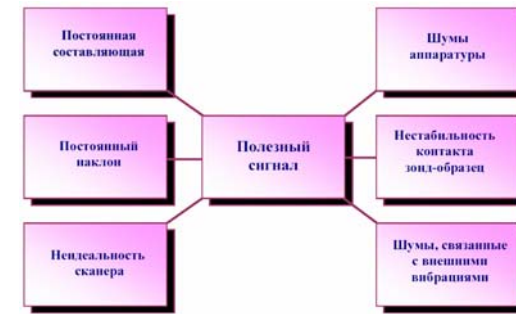 Постоянная
составляющая
Шумы
аппаратуры
Постоянный
наклон
Полезный
сигнал
Нестабильность
контакта
зонд-образец
Неидеальность
сканера
Шумы, связанные
с внешними
вибрациями